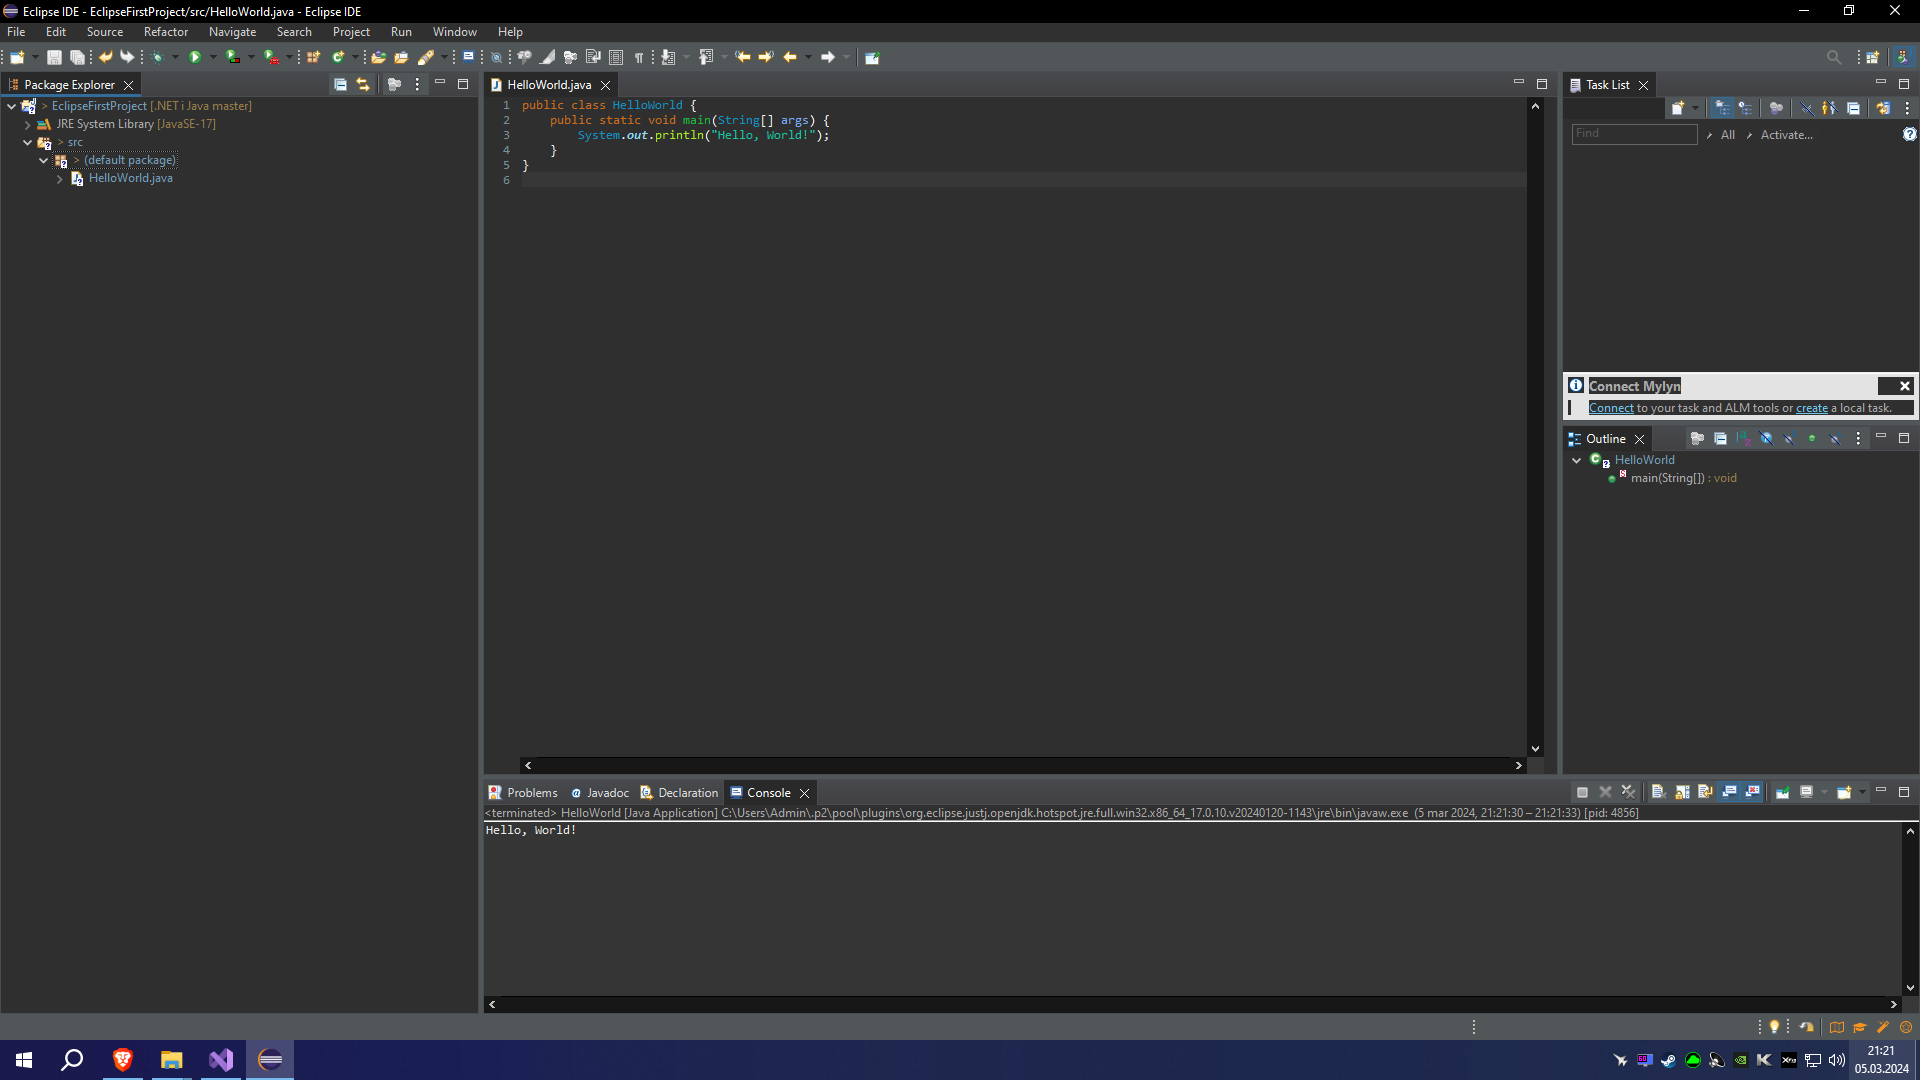 Eclipse IDE - EclipseFirstProject/src/HelloWorld.java - Eclipse IDE
File Edit Source Refactor Navigate Search Project Run Window Help
Package Explorer
> EclipseFirstProject [.NET i Java master]
JRE System Library [JavaSE-17]
> src
> (default package)
HelloWorld.java
HelloWorld.java
1 public class HelloWorld {
2     public static void main(String[] args) {
3         System.out.println("Hello, World!");
4     }
5 }
6
Task List
Find
All
Activate...
Connect Mylyn
Connect to your task and ALM tools or create a local task.
Outline
HelloWorld
main(String[]) : void
Problems Javadoc Declaration Console
<terminated> HelloWorld [Java Application] C:\Users\Admin\.p2\pool\plugins\org.eclipse.justj.openjdk.hotspot.jre.full.win32.x86_64_17.0.10.v20240120-1143\jre\bin\javaw.exe (5 mar 2024, 21:21:30 – 21:21:33) [pid: 4856]
Hello, World!
21:21
05.03.2024